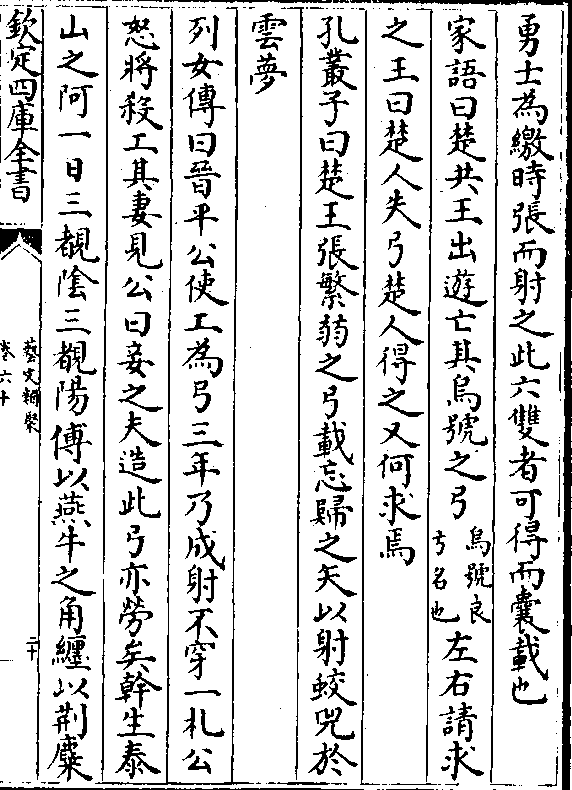 勇士為繳時張而射之此六雙者可得而囊載也
家語曰楚共王出遊亡其烏號之弓烏號良弓名也左右請求
之王曰楚人失弓楚人得之又何求焉
孔叢子曰楚王張繁弱之弓載忘歸之矢以射蛟兕於
雲夢
列女傳曰晉平公使工為弓三年乃成射不穿一札公
怒將殺工其妻見公曰妾之夫造此弓亦勞矣幹生泰
山之阿一日三覩陰三覩陽傅以燕牛之角纏以荆麋
欽定四庫全書
藝文類聚
卷六十
二十